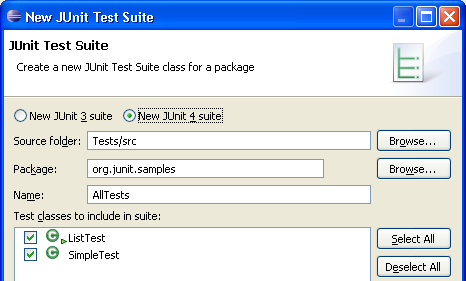 New JUnit Test Suite
JUnit Test Suite
Create a new JUnit Test Suite class for a package
New JUnit 3 suite New JUnit 4 suite
Source folder: Tests/src Browse...
Package: org.junit.samples Browse...
Name: AllTests
Test classes to include in suite:
ListTest Select All
SimpleTest
Deselect All